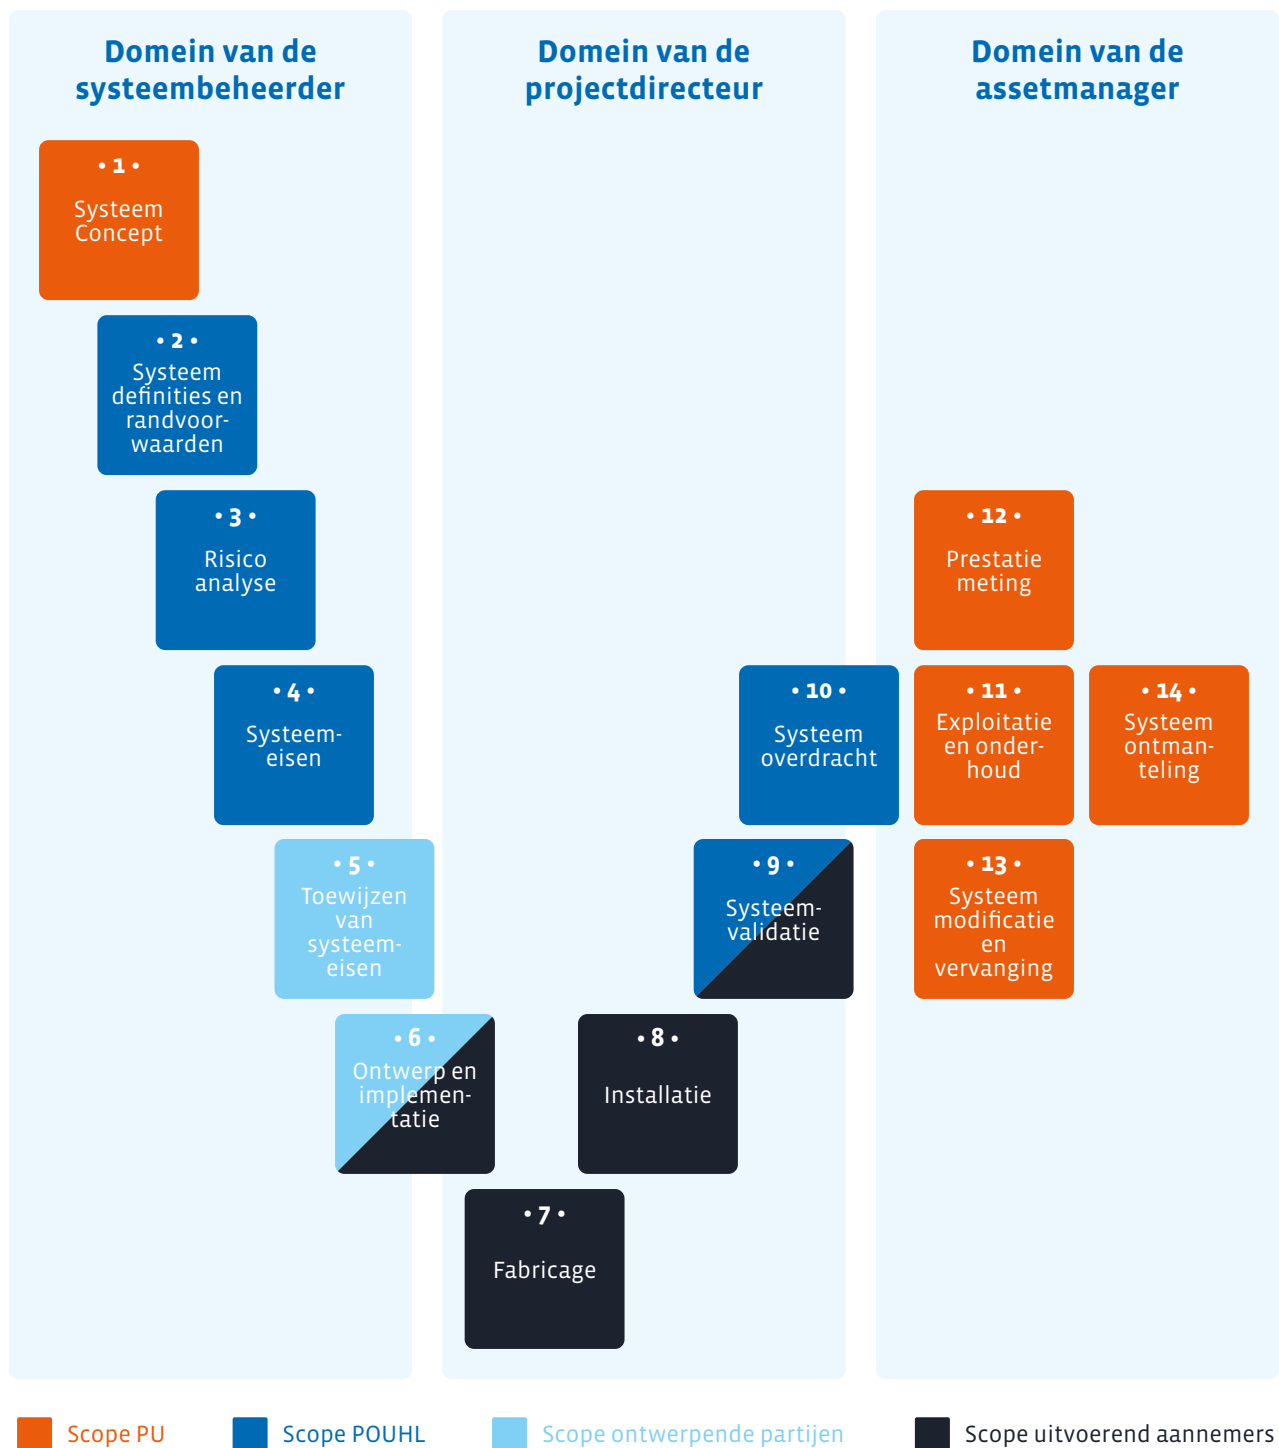 Domein van de
systeembeheerder
Domein van de
projectdirecteur
Domein van de
assetmanager
• 1 •
Systeem
Concept
• 2 •
Systeem
definities en
randvoor-
waarden
• 3 •
Risico
analyse
• 4 •
Systeem-
eisen
• 5 •
Toewijzen
van
systeem-
eisen
• 6 •
Ontwerp en
implemen-
tatie
• 7 •
Fabricage
• 8 •
Installatie
• 9 •
Systeem-
validatie
• 10 •
Systeem
overdracht
• 11 •
Exploitatie
en onder-
houd
• 12 •
Prestatie
meting
• 13 •
Systeem
modificatie
en
vervanging
• 14 •
Systeem
ontman-
teling
Scope PU
Scope POUHL
Scope ontwerpende partijen
Scope uitvoerend aannemers